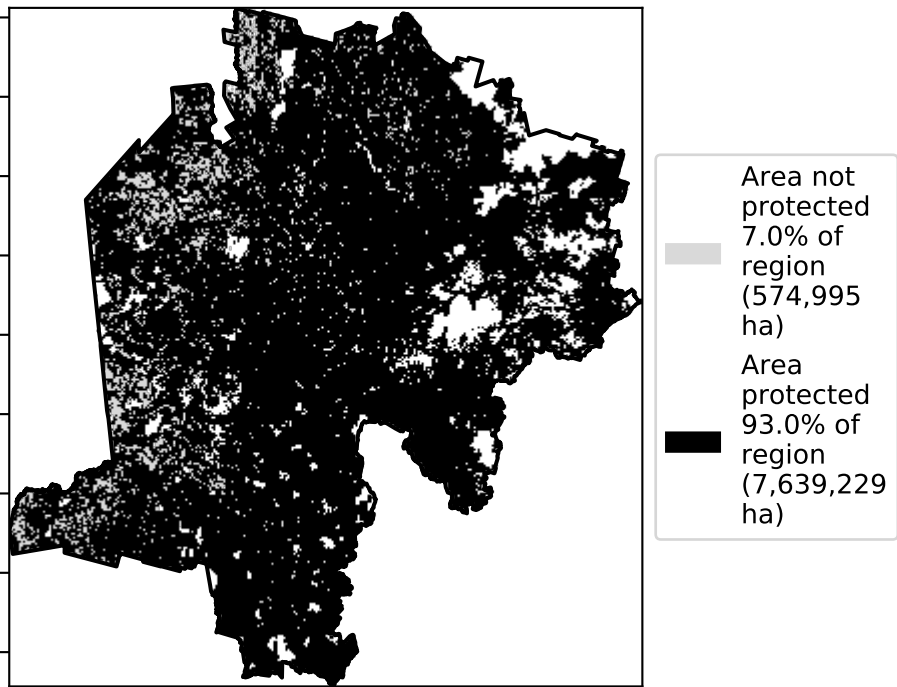 Area not
protected
7.0% of
region
(574,995
ha)
Area
protected
93.0% of
region
(7,639,229
ha)